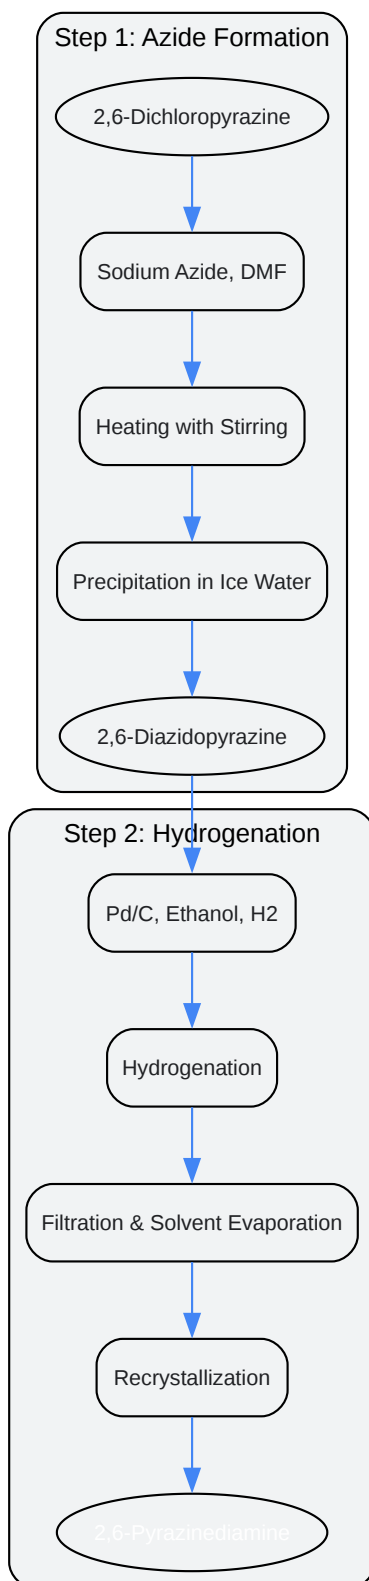 Step 1: Azide Formation
2,6-Dichloropyrazine
Sodium Azide, DMF
Heating with Stirring
Precipitation in Ice Water
2,6-Diazidopyrazine
Step 2: Hydrogenation
Pd/C, Ethanol, H2
Hydrogenation
Filtration & Solvent Evaporation
Recrystallization
2,6-Pyrazinediamine